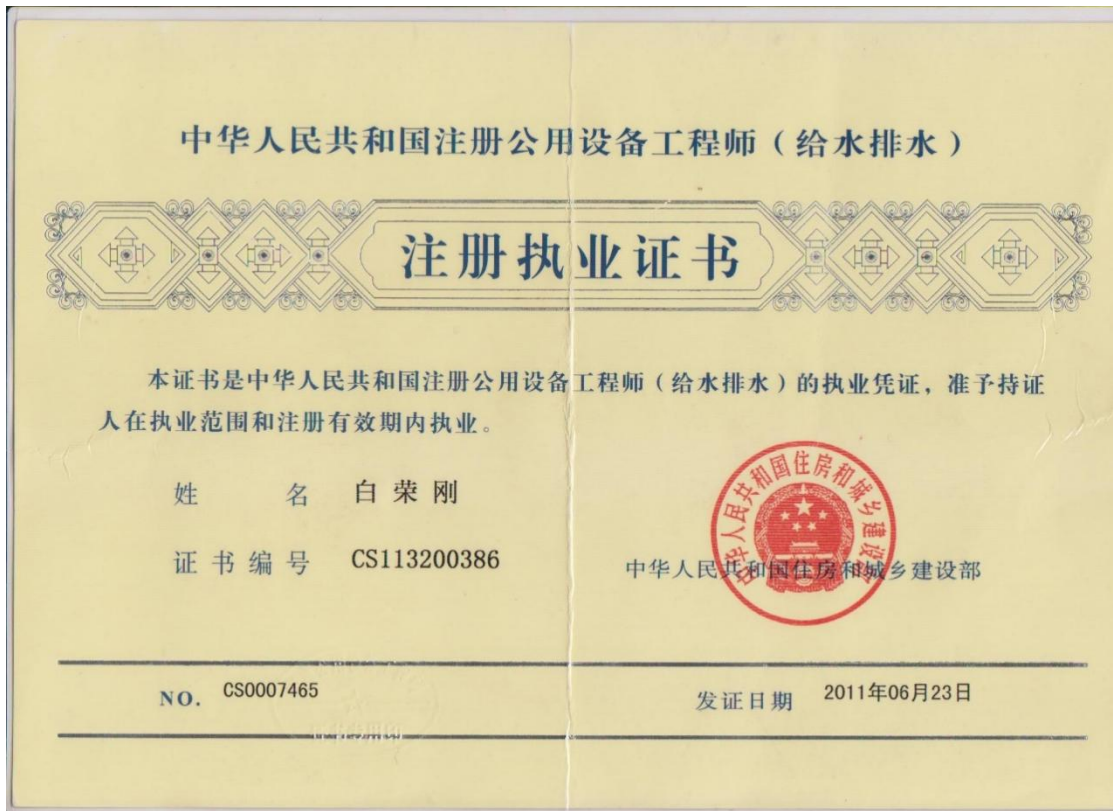 中华人民共和国注册公用设备工程师（给水排水）
注册执业证书
本证书是中华人民共和国注册公用设备工程师（给水排水）的执业凭证，准予持证
人在执业范围和注册有效期内执业。
姓 名 白荣刚
证书编号 CS113200386
中华人民共和国住房和城乡建设部
中华人民共和国住房和城乡建设部
NO. CS0007465
发证日期 2011年06月23日